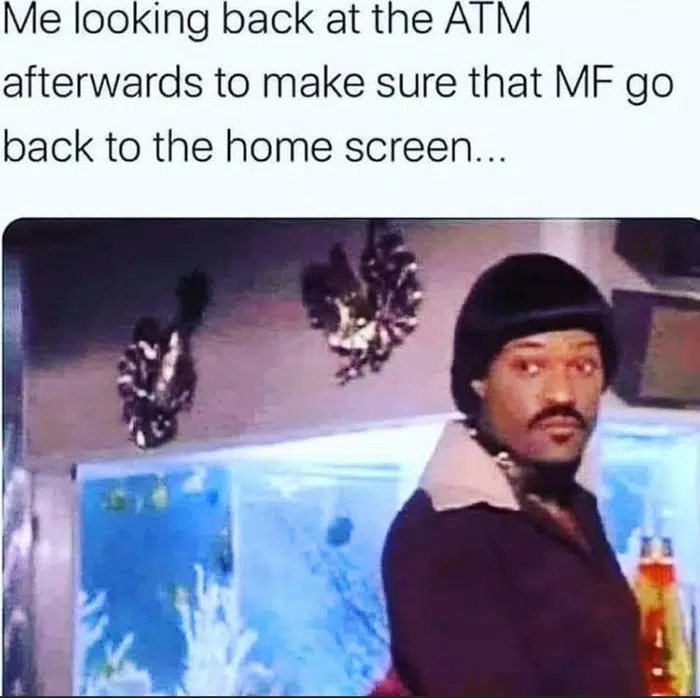 Me looking back at the ATM
afterwards to make sure that MF go
back to the home screen...